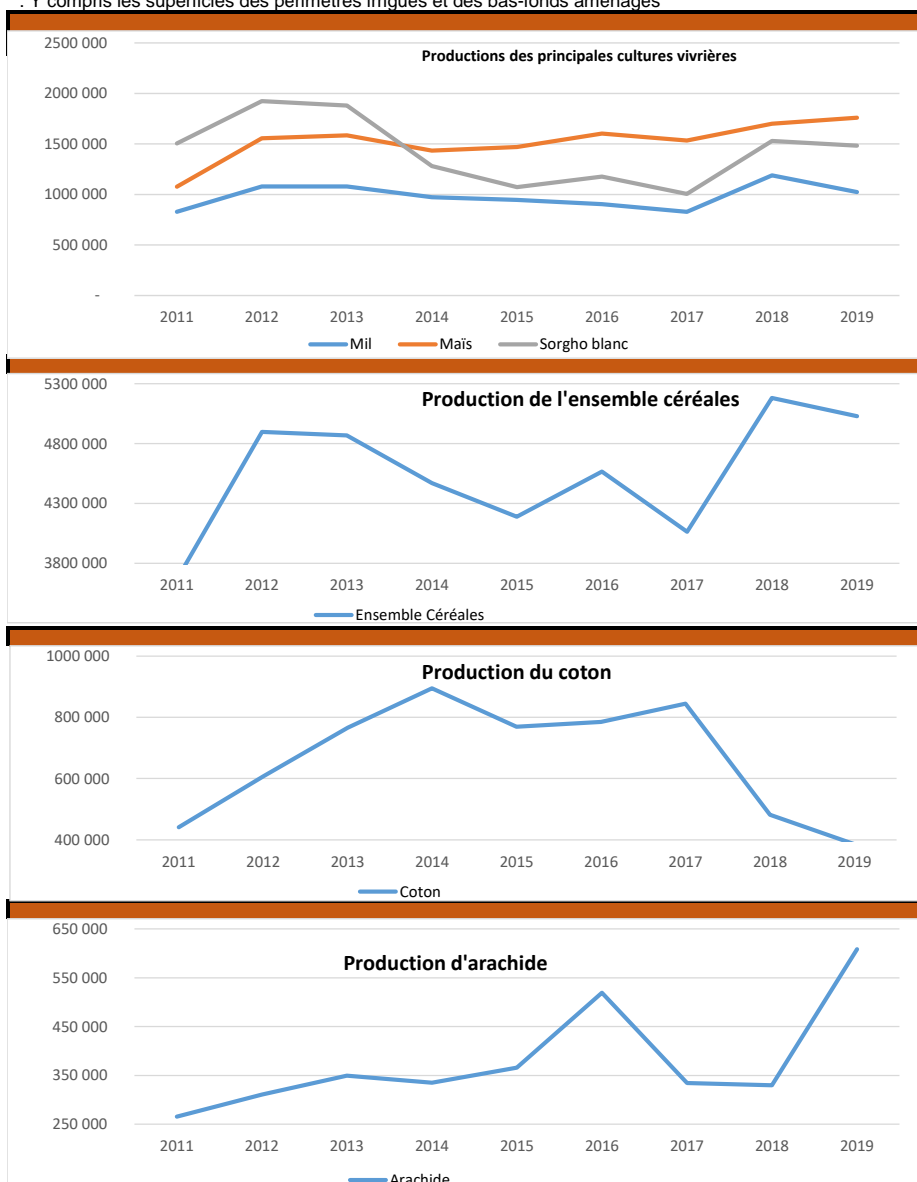 : Y compris les superficies des périmètres irrigués et des bas-fonds aménagés
Productions des principales cultures vivrières
2500 000
2000 000
1500 000
1000 000
500 000
-
2011 2012 2013 2014 2015 2016 2017 2018 2019
Mil Maïs Sorgho blanc
Production de l'ensemble céréales
5300 000
4800 000
4300 000
3800 000
2011 2012 2013 2014 2015 2016 2017 2018 2019
Ensemble Céréales
Production du coton
1000 000
800 000
600 000
400 000
2011 2012 2013 2014 2015 2016 2017 2018 2019
Coton
Production d'arachide
650 000
550 000
450 000
350 000
250 000
2011 2012 2013 2014 2015 2016 2017 2018 2019
Arachide